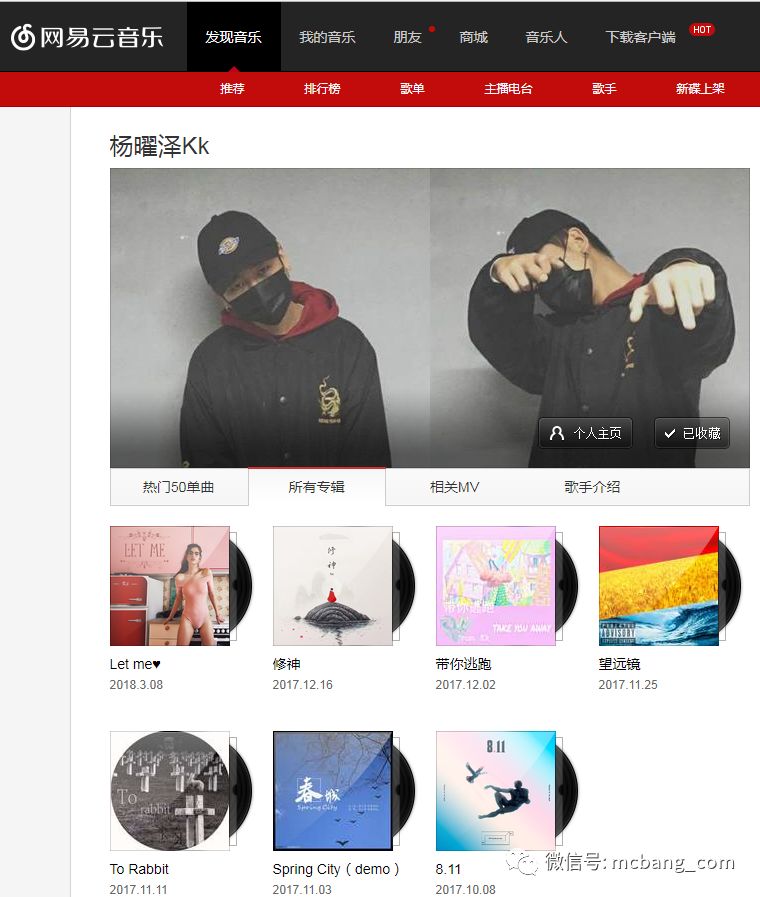 网易云音乐
发现音乐 我的音乐 朋友 商城 音乐人 下载客户端 HOT
推荐 排行榜 歌单 主播电台 歌手 新碟上架
杨曜泽Kk
个人主页 已收藏
热门50单曲 所有专辑 相关MV 歌手介绍
LET ME
修神
带你逃跑
TAKE YOU AWAY
ADVISORY
Let me♥ 修神 带你逃跑 望远镜
2018.3.08 2017.12.16 2017.12.02 2017.11.25
To
rabbit
春城
Spring City
8.11
To Rabbit Spring City ( demo ) 8.11
2017.11.11 2017.11.03 2017.10.08
微信号: mcbang_com